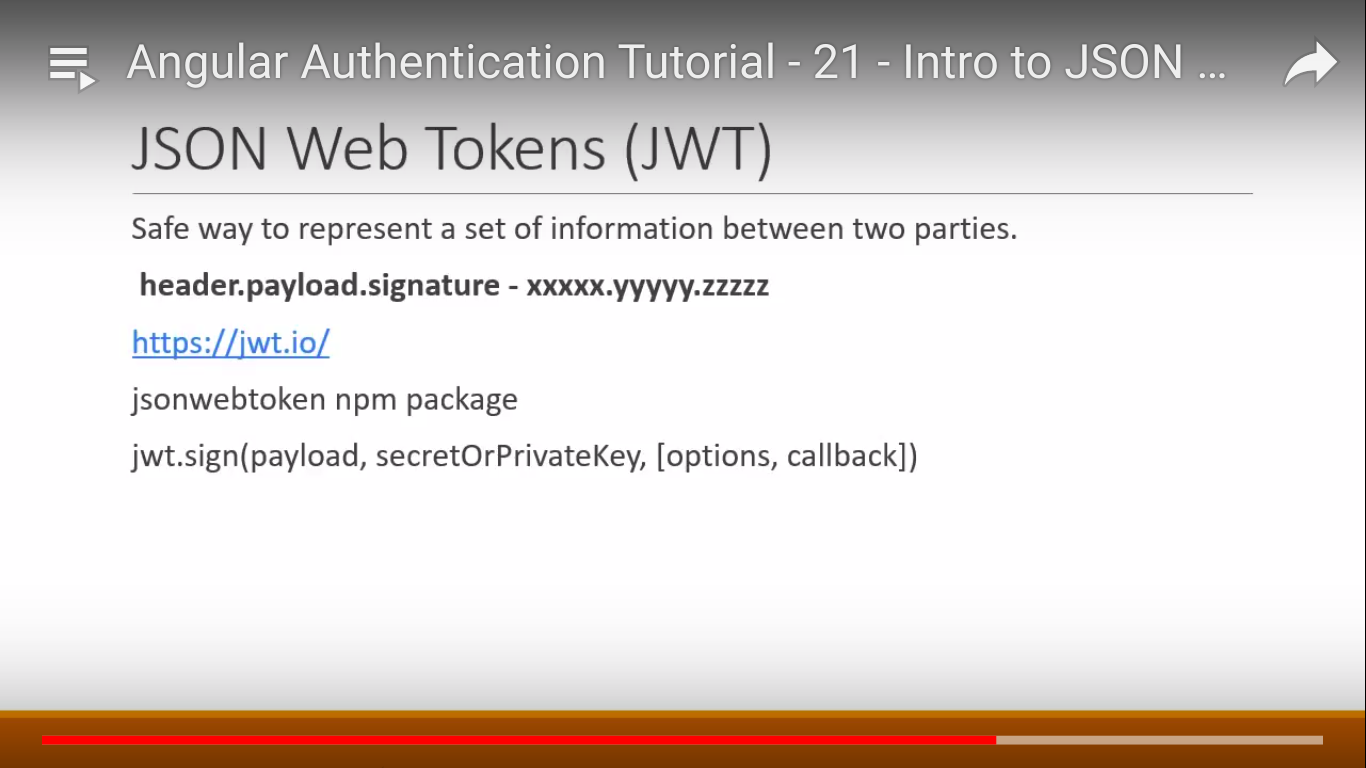 Angular Authentication Tutorial - 21 - Intro to JSON ...
JSON Web Tokens (JWT)
Safe way to represent a set of information between two parties.
header.payload.signature - xxxxx.yyyyy.zzzzz
https://jwt.io/
jsonwebtoken npm package
jwt.sign(payload, secretOrPrivateKey, [options, callback])